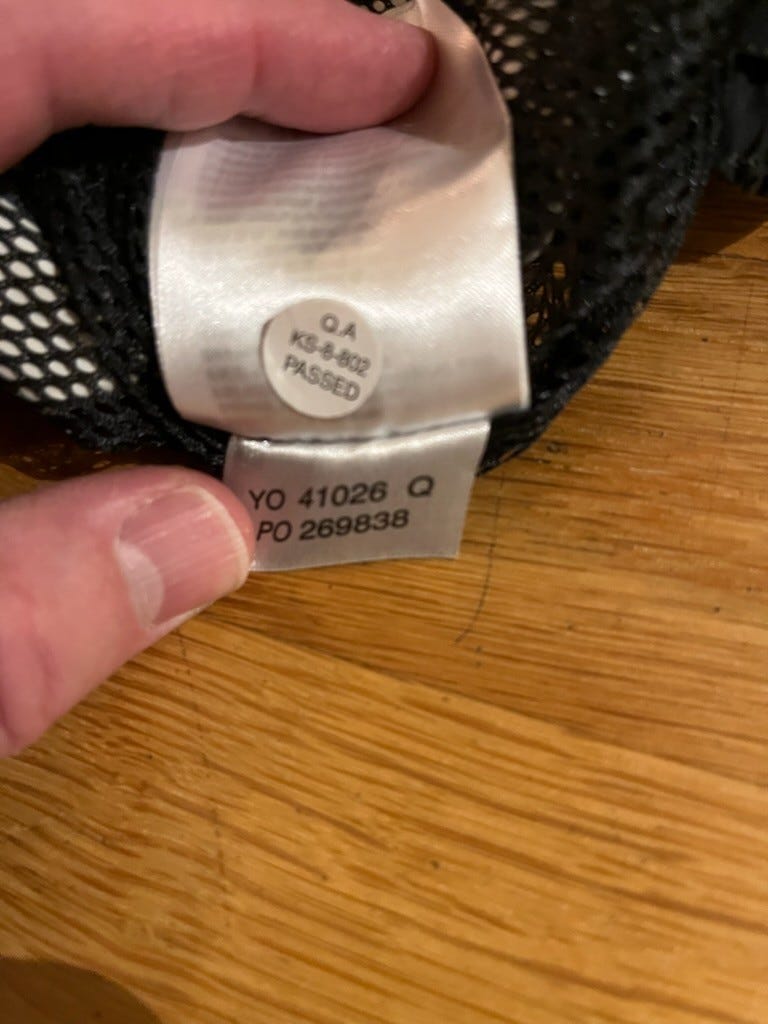 Q.A
KS-8-802
PASSED
YO 41026 Q
PO 269838